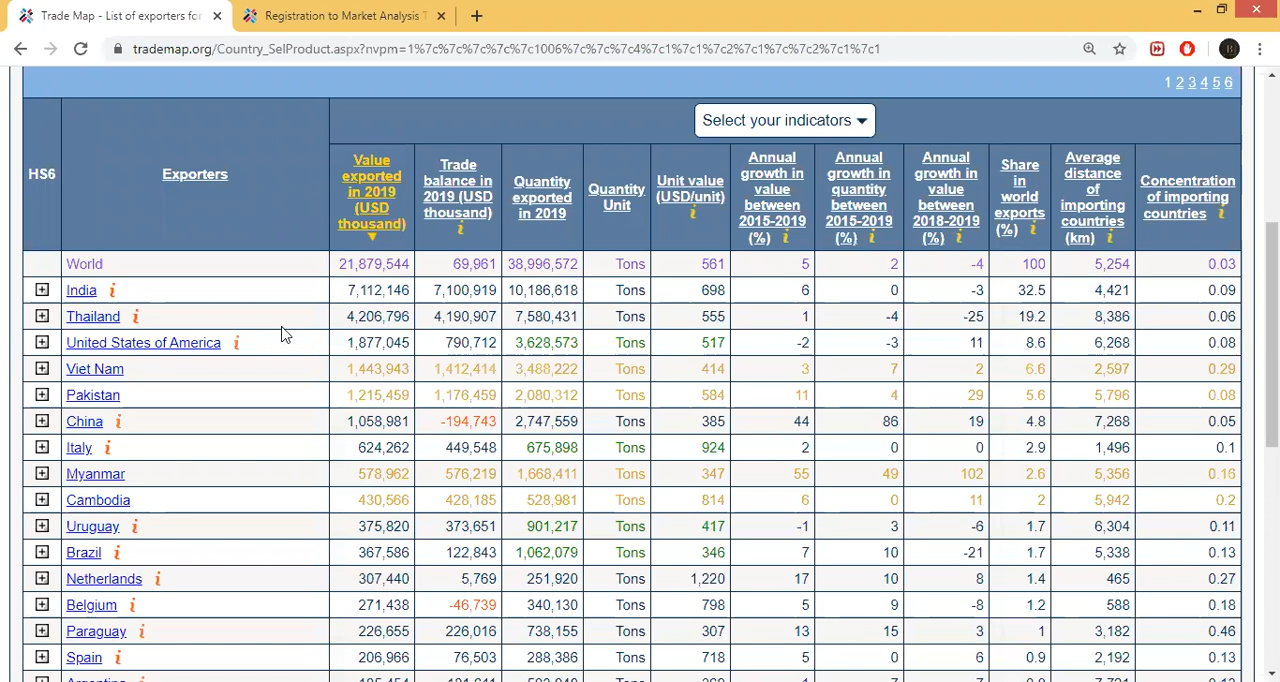 Trade Map - List of exporters for
Registration to Market Analysis T
trademap.org/Country_SelProduct.aspx?nvpm=1%7c%7c%7c%7c%7c1006%7c%7c%7c4%7c1%7c1%7c2%7c1%7c%7c2%7c1%7c1
1 2 3 4 5 6
Select your indicators
HS6 Exporters Value exported in 2019 (USD thousand) Trade balance in 2019 (USD thousand) Quantity exported in 2019 Quantity Unit Unit value (USD/unit) Annual growth in value between 2015-2019 (%) Annual growth in quantity between 2015-2019 (%) Annual growth in value between 2018-2019 (%) Share in world exports (%) Average distance of importing countries (km) Concentration of importing countries
World 21,879,544 69,961 38,996,572 Tons 561 5 2 -4 100 5,254 0.03
India i 7,112,146 7,100,919 10,186,618 Tons 698 6 0 -3 32.5 4,421 0.09
Thailand i 4,206,796 4,190,907 7,580,431 Tons 555 1 -4 -25 19.2 8,386 0.06
United States of America i 1,877,045 790,712 3,628,573 Tons 517 -2 -3 11 8.6 6,268 0.08
Viet Nam 1,443,943 1,412,414 3,488,222 Tons 414 3 7 2 6.6 2,597 0.29
Pakistan 1,215,459 1,176,459 2,080,312 Tons 584 11 4 29 5.6 5,796 0.08
China i 1,058,981 -194,743 2,747,559 Tons 385 44 86 19 4.8 7,268 0.05
Italy i 624,262 449,548 675,898 Tons 924 2 0 0 2.9 1,496 0.1
Myanmar 578,962 576,219 1,668,411 Tons 347 55 49 102 2.6 5,356 0.16
Cambodia 430,566 428,185 528,981 Tons 814 6 0 11 2 5,942 0.2
Uruguay i 375,820 373,651 901,217 Tons 417 -1 3 -6 1.7 6,304 0.11
Brazil i 367,586 122,843 1,062,079 Tons 346 7 10 -21 1.7 5,338 0.13
Netherlands i 307,440 5,769 251,920 Tons 1,220 17 10 8 1.4 465 0.27
Belgium i 271,438 -46,739 340,130 Tons 798 5 9 -8 1.2 588 0.18
Paraguay i 226,655 226,016 738,155 Tons 307 13 15 3 1 3,182 0.46
Spain i 206,966 76,503 288,386 Tons 718 5 0 6 0.9 2,192 0.13